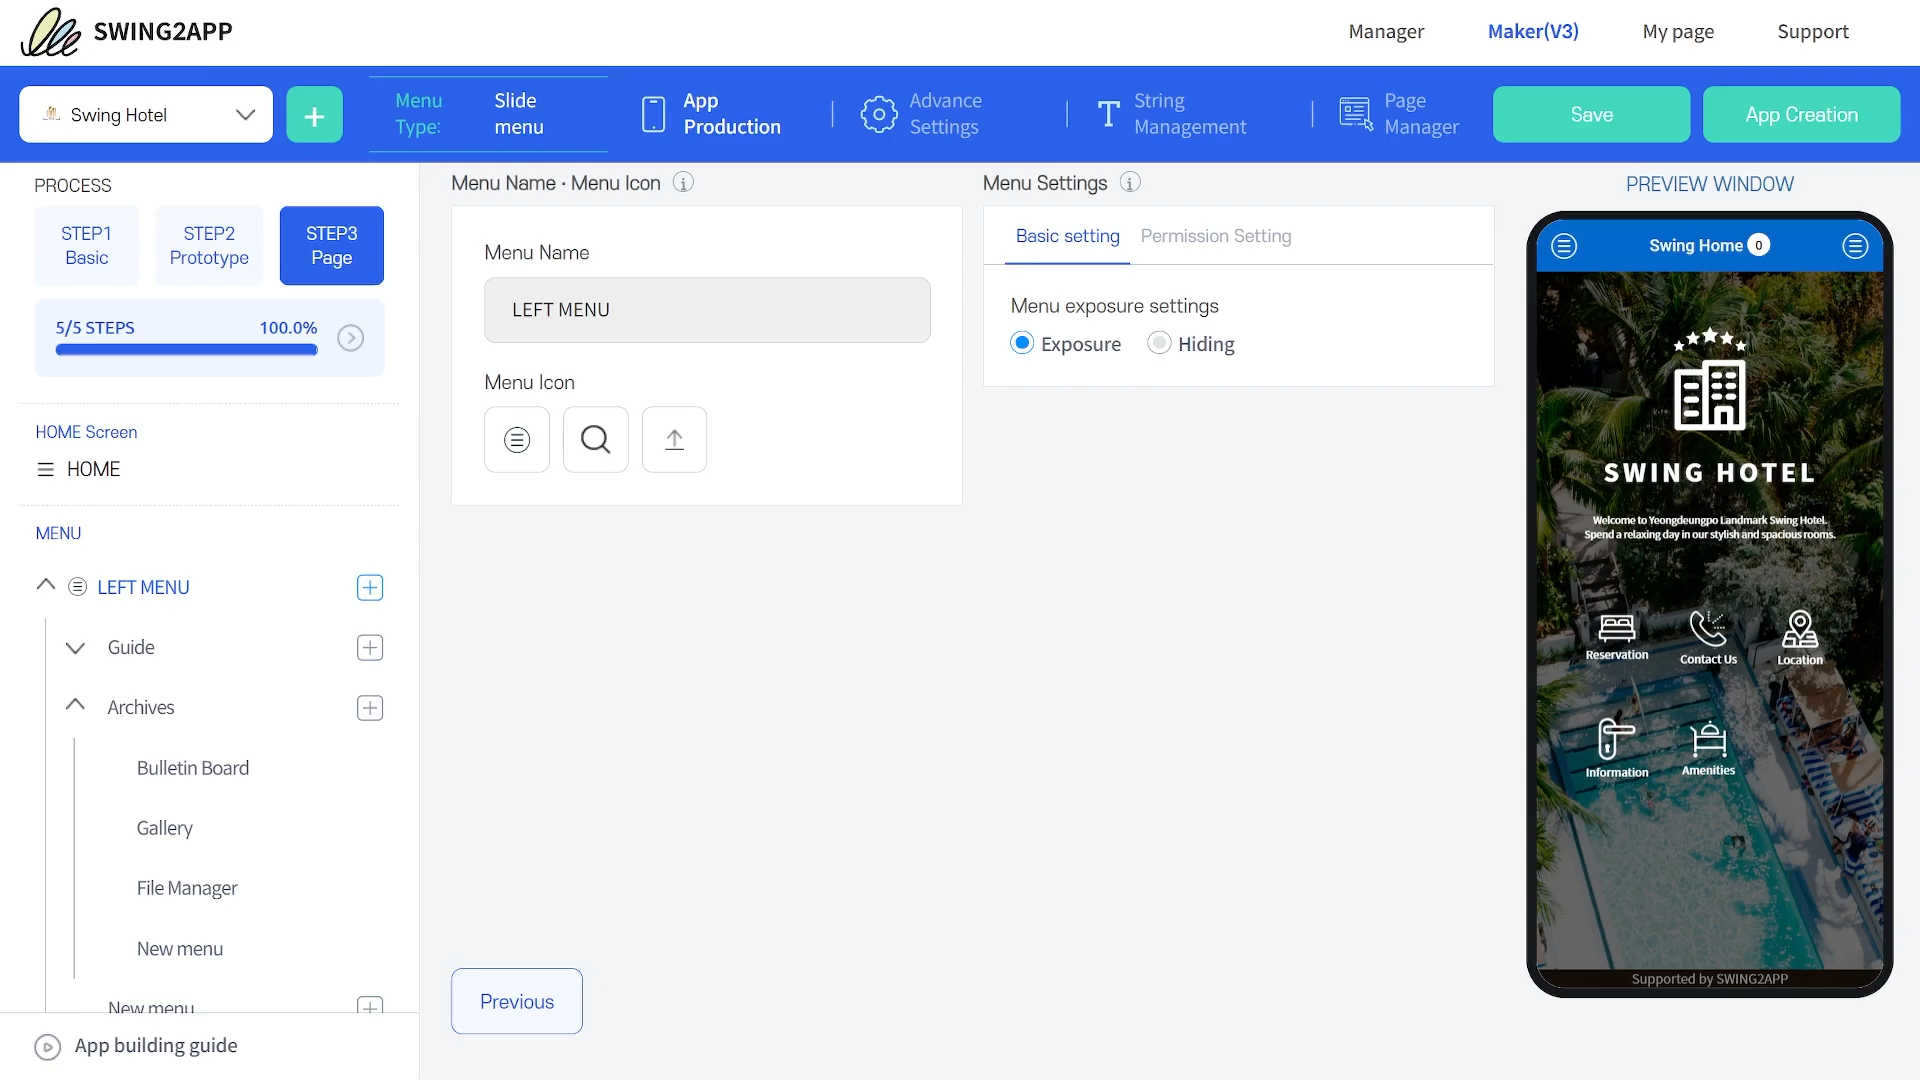 SWING2APP
Manager
Maker(V3)
My page
Support
Swing Hotel
+
Menu
Type:
Slide
menu
App
Production
Advance
Settings
String
Management
Page
Manager
Save
App Creation
PROCESS
STEP1
Basic
STEP2
Prototype
STEP3
Page
5/5 STEPS
100.0%
HOME Screen
HOME
MENU
LEFT MENU
Guide
Archives
Bulletin Board
Gallery
File Manager
New menu
New menu
App building guide
Menu Name · Menu Icon
Menu Name
LEFT MENU
Menu Icon
Previous
Menu Settings
Basic setting
Permission Setting
Menu exposure settings
Exposure
Hiding
PREVIEW WINDOW
Swing Home 0
SWING HOTEL
Welcome to Yeongdeungpo Landmark Swing Hotel.
Spend a relaxing day in our stylish and spacious rooms.
Reservation
Contact Us
Location
Information
Amenities
Supported by SWING2APP